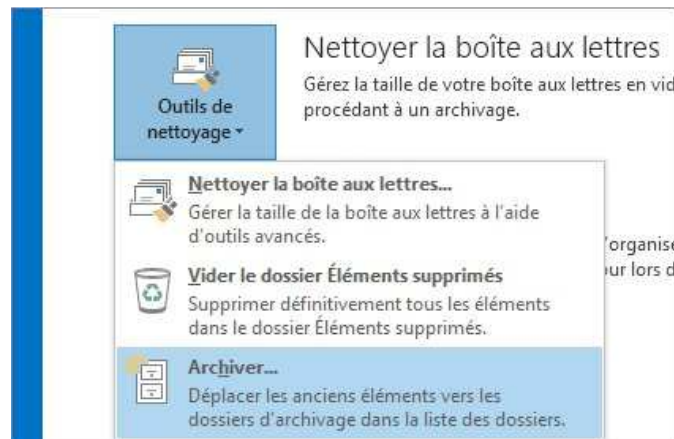 Nettoyer la boîte aux lettres
Gérez la taille de votre boîte aux lettres en vid
procédant à un archivage.
Outils de
nettoyage
Nettoyer la boîte aux lettres...
Gérer la taille de la boîte aux lettres à l'aide
d'outils avancés.
'organise
ur lors d
Vider le dossier Éléments supprimés
Supprimer définitivement tous les éléments
dans le dossier Éléments supprimés.
Archiver...
Déplacer les anciens éléments vers les
dossiers d'archivage dans la liste des dossiers.